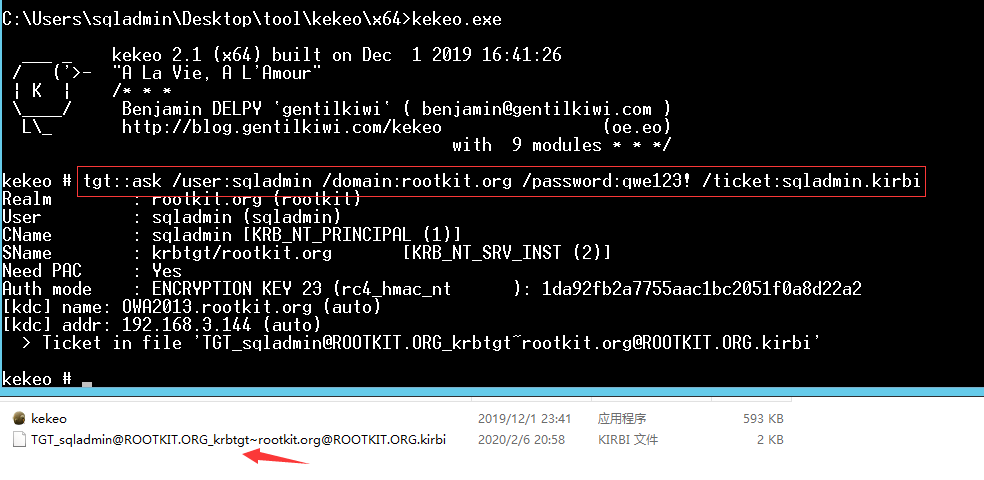 C:\Users\sqladmin\Desktop\tool\kekeo\x64>kekeo.exe
  ___ _    kekeo 2.1 (x64) built on Dec  1 2019 16:41:26
 /   ('>-  "A La Vie, A L'Amour"
 | K  |    /* * *
 \____/     Benjamin DELPY `gentilkiwi` ( benjamin@gentilkiwi.com )
  L\_       http://blog.gentilkiwi.com/kekeo                (oe.eo)
                                             with  9 modules * * */
kekeo # tgt::ask /user:sqladmin /domain:rootkit.org /password:qwe123! /ticket:sqladmin.kirbi
Realm        : rootkit.org (rootkit)
User         : sqladmin (sqladmin)
CName        : sqladmin [KRB_NT_PRINCIPAL (1)]
SName        : krbtgt/rootkit.org       [KRB_NT_SRV_INST (2)]
Need PAC     : Yes
Auth mode    : ENCRYPTION KEY 23 (rc4_hmac_nt      ): 1da92fb2a7755aac1bc2051f0a8d22a2
[kdc] name: OWA2013.rootkit.org (auto)
[kdc] addr: 192.168.3.144 (auto)
  > Ticket in file 'TGT_sqladmin@ROOTKIT.ORG_krbtgt~rootkit.org@ROOTKIT.ORG.kirbi'
kekeo #
kekeo 2019/12/1 23:41 应用程序 593 KB
TGT_sqladmin@ROOTKIT.ORG_krbtgt~rootkit.org@ROOTKIT.ORG.kirbi 2020/2/6 20:58 KIRBI 文件 2 KB